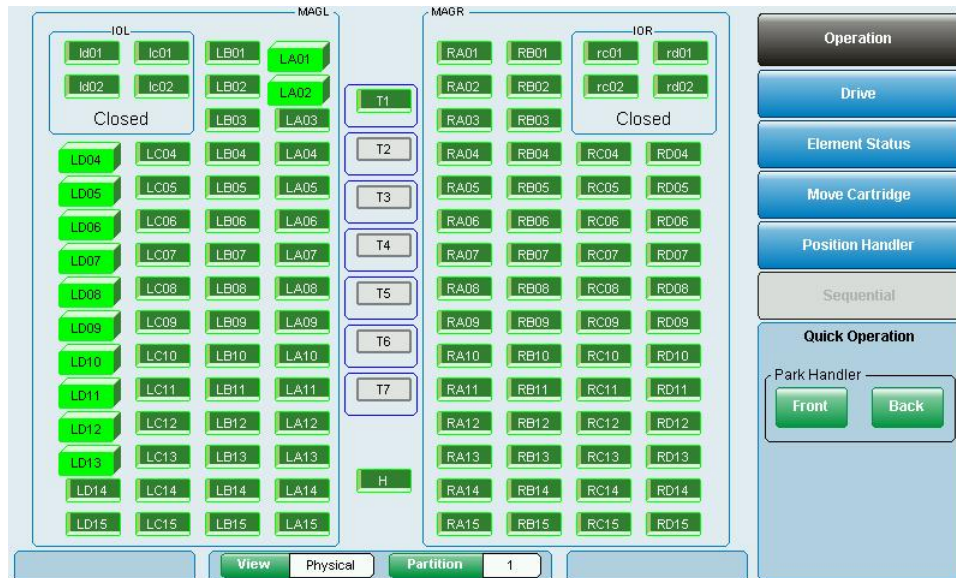 MAGL MAGR
IOL IOR
ld01 lc01 LB01 LA01 RA01 RB01 rc01 rd01
ld02 lc02 LB02 LA02 T1 RA02 RB02 rc02 rd02
Closed LB03 LA03 RA03 RB03 Closed
LD04 LC04 LB04 LA04 T2 RA04 RB04 RC04 RD04
LD05 LC05 LB05 LA05 T3 RA05 RB05 RC05 RD05
LD06 LC06 LB06 LA06 RA06 RB06 RC06 RD06
LD07 LC07 LB07 LA07 T4 RA07 RB07 RC07 RD07
LD08 LC08 LB08 LA08 T5 RA08 RB08 RC08 RD08
LD09 LC09 LB09 LA09 T6 RA09 RB09 RC09 RD09
LD10 LC10 LB10 LA10 RA10 RB10 RC10 RD10
LD11 LC11 LB11 LA11 T7 RA11 RB11 RC11 RD11
LD12 LC12 LB12 LA12 RA12 RB12 RC12 RD12
LD13 LC13 LB13 LA13 RA13 RB13 RC13 RD13
LD14 LC14 LB14 LA14 H RA14 RB14 RC14 RD14
LD15 LC15 LB15 LA15 RA15 RB15 RC15 RD15
View Physical Partition 1
Operation
Drive
Element Status
Move Cartridge
Position Handler
Sequential
Quick Operation
Park Handler
Front Back